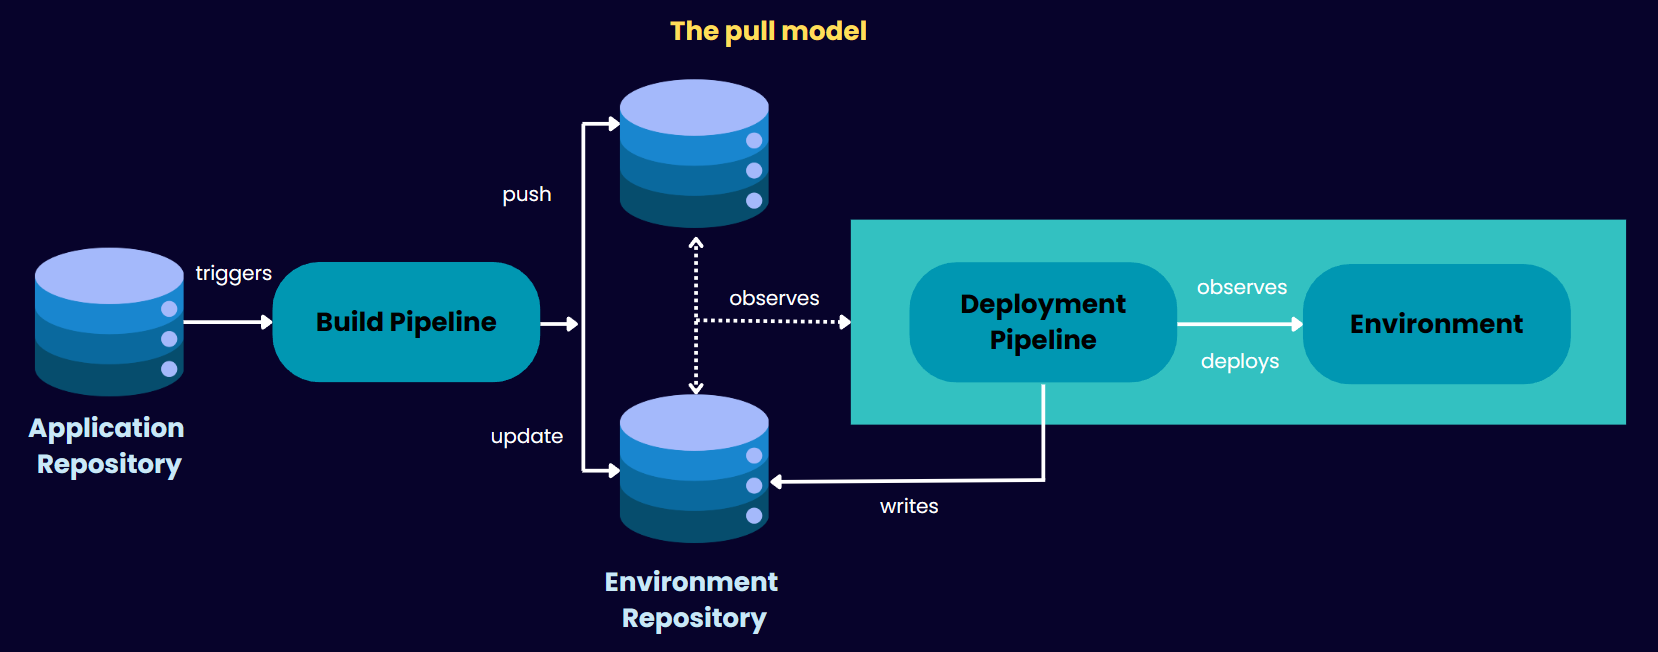 The pull model
push
triggers
Build Pipeline
observes
Deployment
Pipeline
observes
deploys
Environment
Application
Repository
update
writes
Environment
Repository